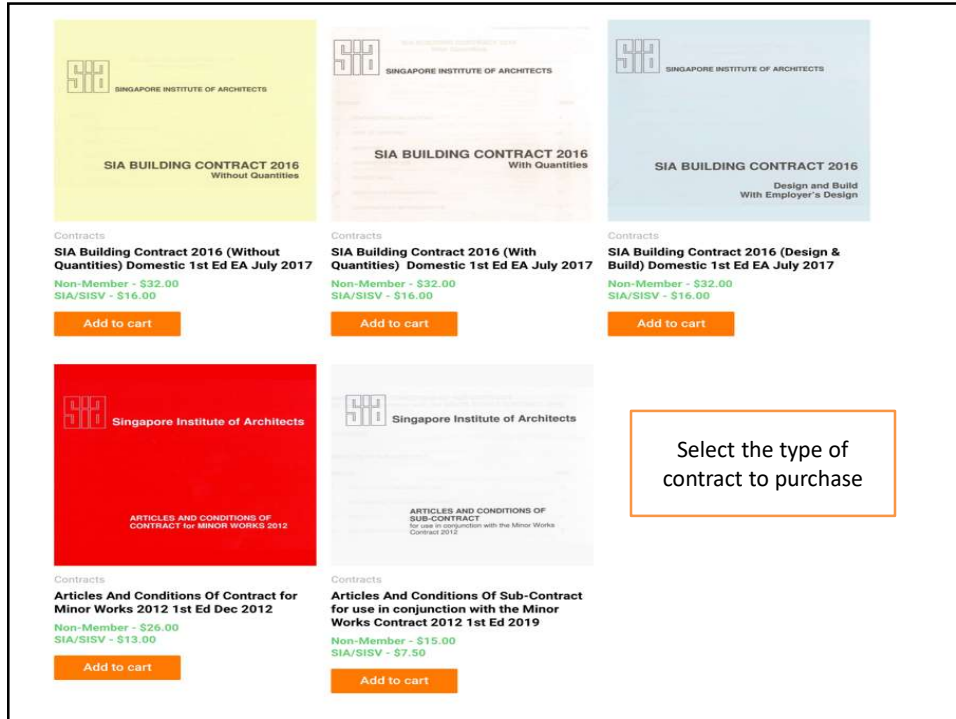 SINGAPORE INSTITUTE OF ARCHITECTS
SIA BUILDING CONTRACT 2016
Without Quantities
Contracts
SIA Building Contract 2016 (Without
Quantities) Domestic 1st Ed EA July 2017
Non-Member - $32.00
SIA/SISV - $16.00
Add to cart
SINGAPORE INSTITUTE OF ARCHITECTS
SIA BUILDING CONTRACT 2016
With Quantities
Contracts
SIA Building Contract 2016 (With
Quantities) Domestic 1st Ed EA July 2017
Non-Member - $32.00
SIA/SISV - $16.00
Add to cart
SINGAPORE INSTITUTE OF ARCHITECTS
SIA BUILDING CONTRACT 2016
Design and Build
With Employer's Design
Contracts
SIA Building Contract 2016 (Design &
Build) Domestic 1st Ed EA July 2017
Non-Member - $32.00
SIA/SISV - $16.00
Add to cart
Singapore Institute of Architects
ARTICLES AND CONDITIONS OF
CONTRACT for MINOR WORKS 2012
Contracts
Articles And Conditions Of Contract for
Minor Works 2012 1st Ed Dec 2012
Non-Member - $26.00
SIA/SISV - $13.00
Add to cart
Singapore Institute of Architects
ARTICLES AND CONDITIONS OF
SUB-CONTRACT
for use in conjunction with the Minor Works
Contract 2012
Contracts
Articles And Conditions Of Sub-Contract
for use in conjunction with the Minor
Works Contract 2012 1st Ed 2019
Non-Member - $15.00
SIA/SISV - $7.50
Add to cart
Select the type of
contract to purchase